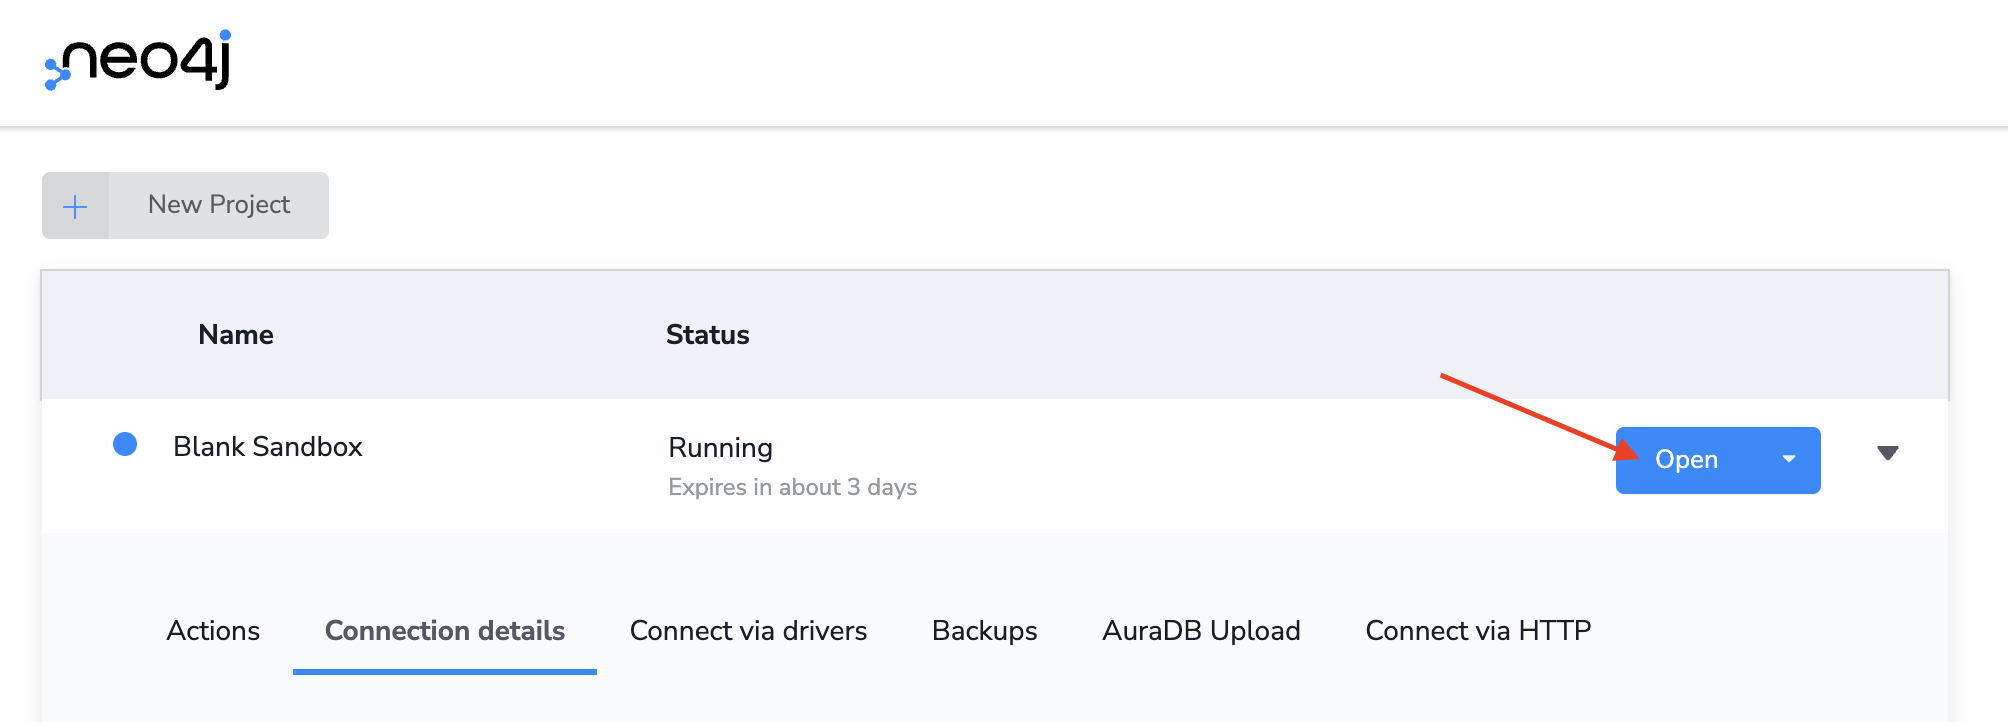 neo4j
New Project
Name Status
Blank Sandbox Running Open
Expires in about 3 days
Actions Connection details Connect via drivers Backups AuraDB Upload Connect via HTTP